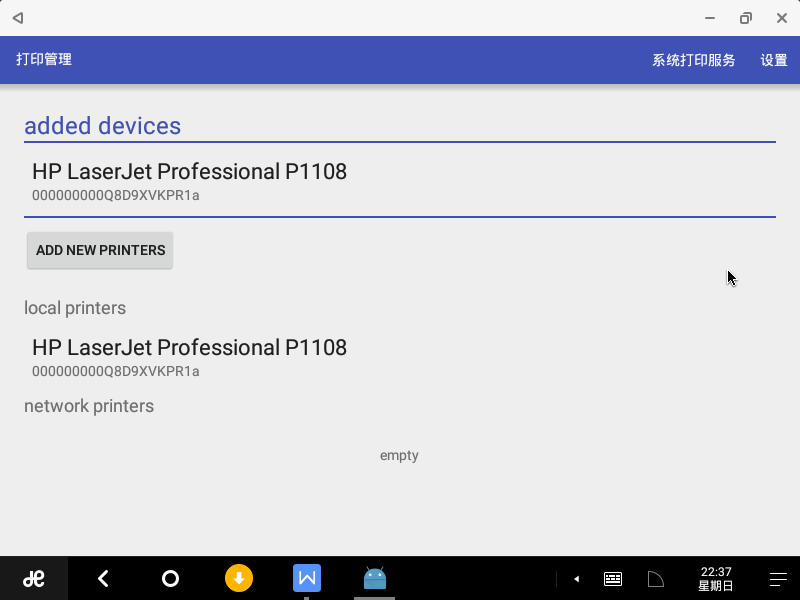 打印管理
系统打印服务 设置
added devices
HP LaserJet Professional P1108
000000000Q8D9XVKPR1a
ADD NEW PRINTERS
local printers
HP LaserJet Professional P1108
000000000Q8D9XVKPR1a
network printers
empty
22:37
星期日